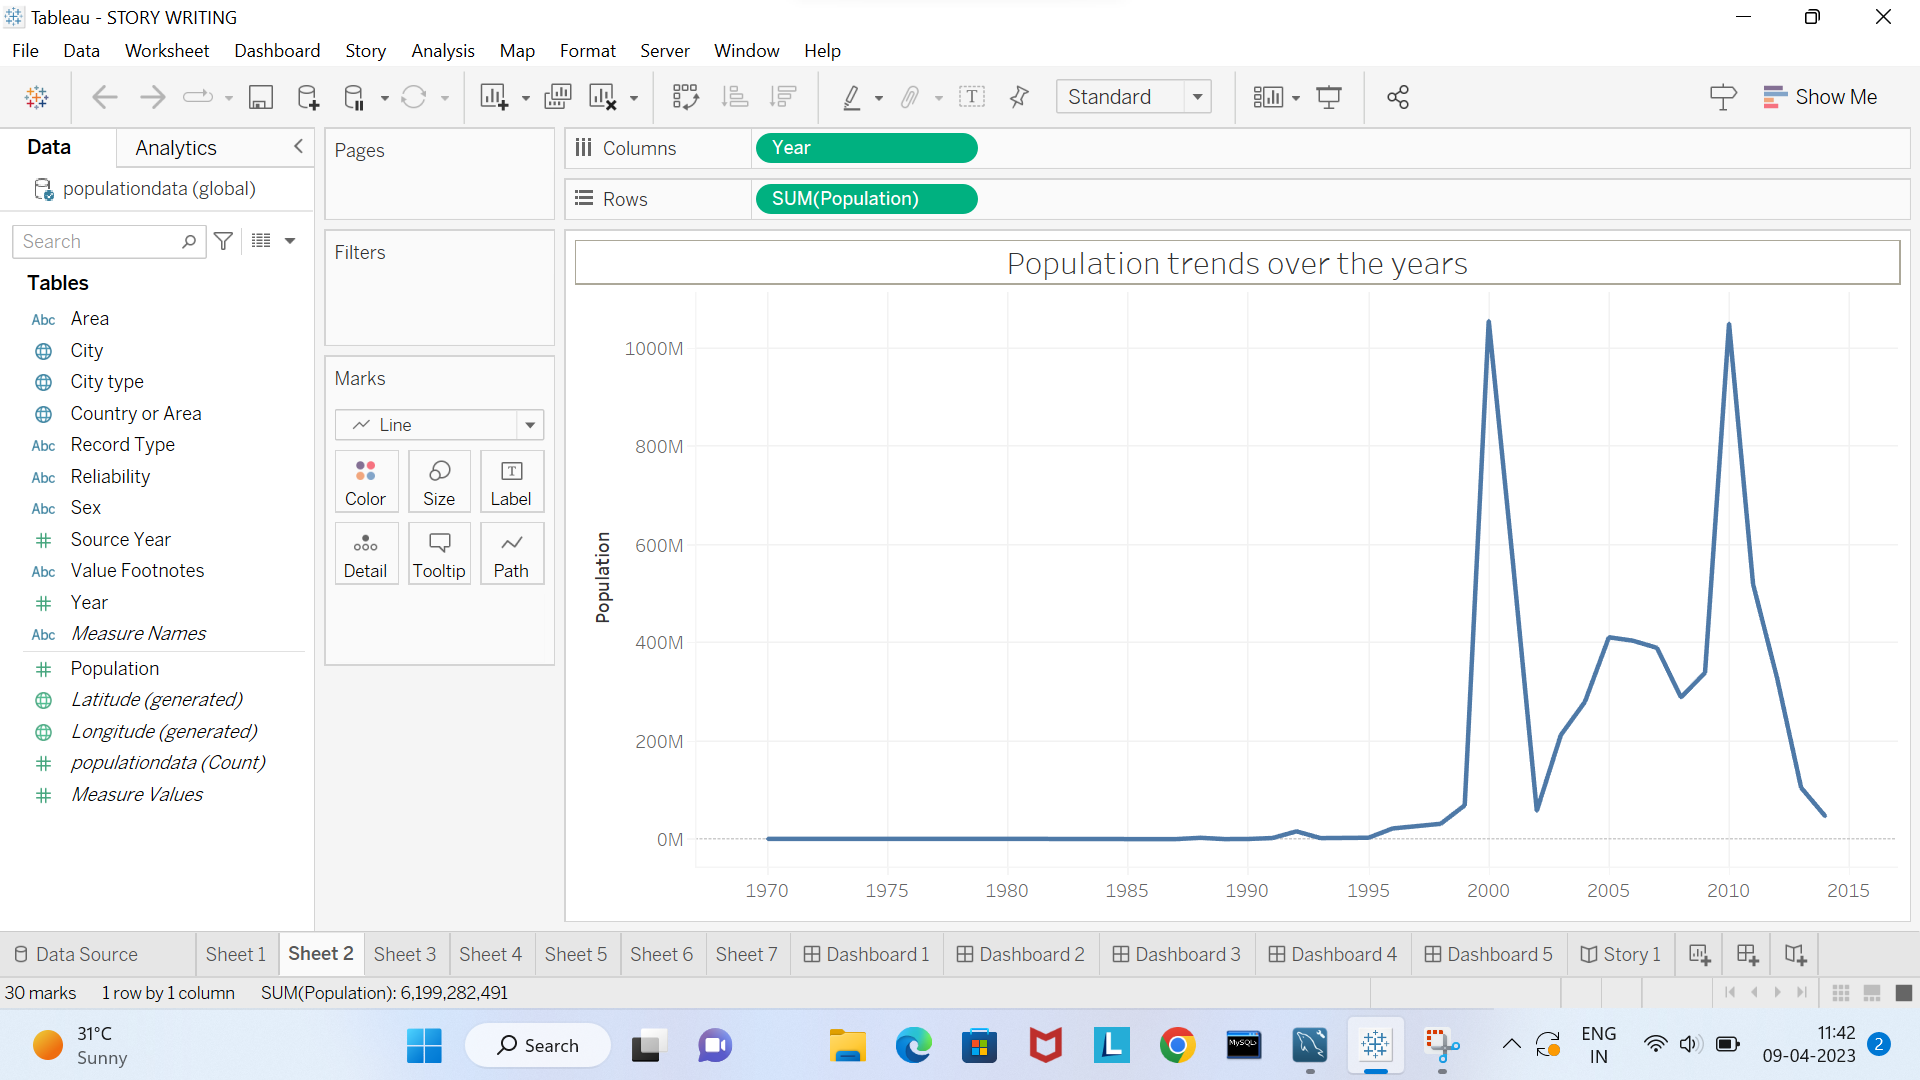 Tableau - STORY WRITING
File Data Worksheet Dashboard Story Analysis Map Format Server Window Help
Standard
Show Me
Data
Analytics
populationdata (global)
Search
Tables
Abc Area
City
City type
Country or Area
Abc Record Type
Abc Reliability
Abc Sex
Source Year
Abc Value Footnotes
Year
Abc Measure Names
Population
Latitude (generated)
Longitude (generated)
populationdata (Count)
Measure Values
Pages
Filters
Marks
Line
Color Size Label
Detail Tooltip Path
Columns Year
Rows SUM(Population)
Population trends over the years
Population
1000M
800M
600M
400M
200M
0M
1970 1975 1980 1985 1990 1995 2000 2005 2010 2015
Data Source Sheet 1 Sheet 2 Sheet 3 Sheet 4 Sheet 5 Sheet 6 Sheet 7 Dashboard 1 Dashboard 2 Dashboard 3 Dashboard 4 Dashboard 5 Story 1
30 marks 1 row by 1 column SUM(Population): 6,199,282,491
31°C
Sunny
Search
L
MySQL
ENG
IN
11:42
09-04-2023
2